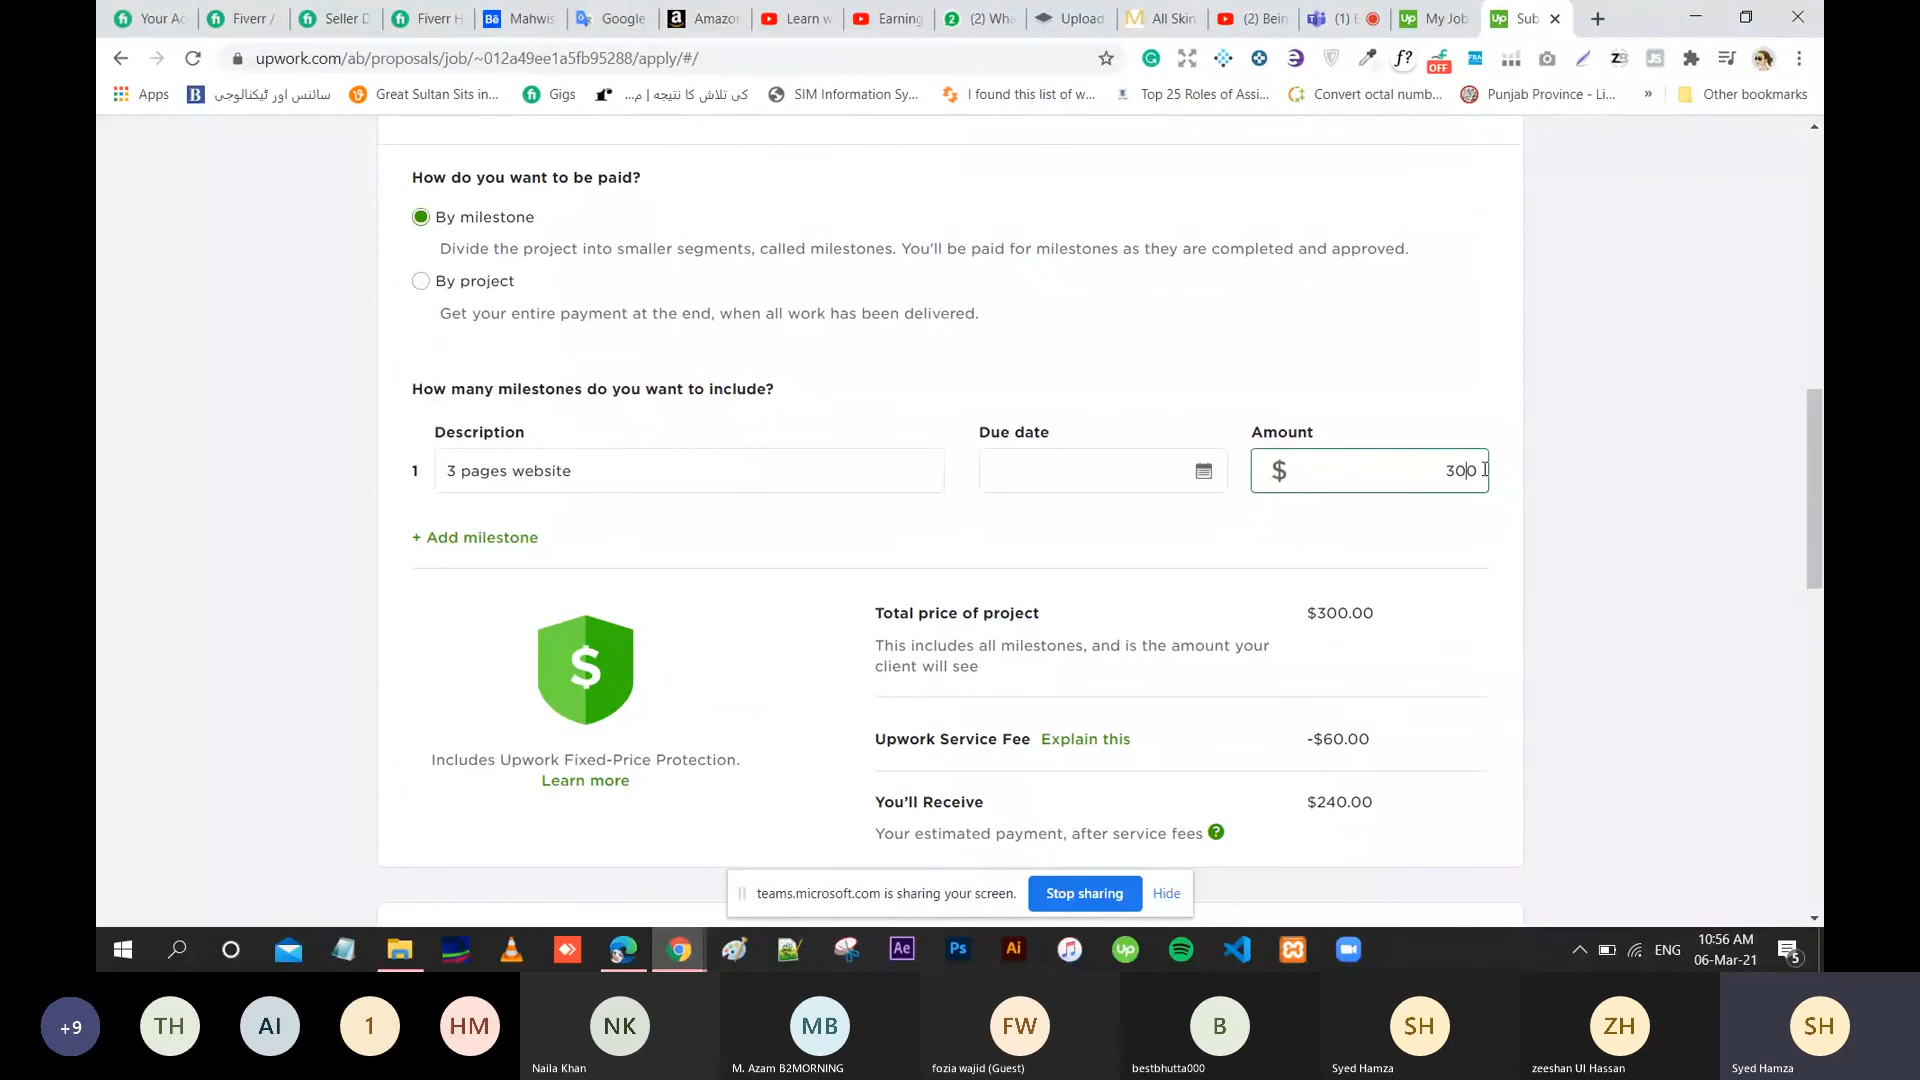 Your Ac
Fiverr /
Seller D
Fiverr H
Mahwis
Google
Amazor
Learn w
Earning
(2) Wha
Upload
All Skin
(2) Bein
(1) E
My Job
Sub
upwork.com/ab/proposals/job/~012a49ee1a5fb95288/apply/#/
Apps
سائنس اور ٹیکنالوجی
Great Sultan Sits in...
Gigs
کی تلاش کا نتیجه | م...
SIM Information Sy...
I found this list of w...
Top 25 Roles of Assi...
Convert octal numb...
Punjab Province - Li...
»
Other bookmarks
How do you want to be paid?
By milestone
Divide the project into smaller segments, called milestones. You'll be paid for milestones as they are completed and approved.
By project
Get your entire payment at the end, when all work has been delivered.
How many milestones do you want to include?
Description Due date Amount
1 3 pages website $ 300
+ Add milestone
Total price of project $300.00
This includes all milestones, and is the amount your
client will see
Upwork Service Fee Explain this -$60.00
Includes Upwork Fixed-Price Protection.
Learn more
You'll Receive $240.00
Your estimated payment, after service fees
teams.microsoft.com is sharing your screen. Stop sharing Hide
ENG
10:56 AM
06-Mar-21
5
+9 TH AI 1 HM NK MB FW B SH ZH SH
Naila Khan M. Azam B2MORNING fozia wajid (Guest) bestbhutta000 Syed Hamza zeeshan Ul Hassan Syed Hamza